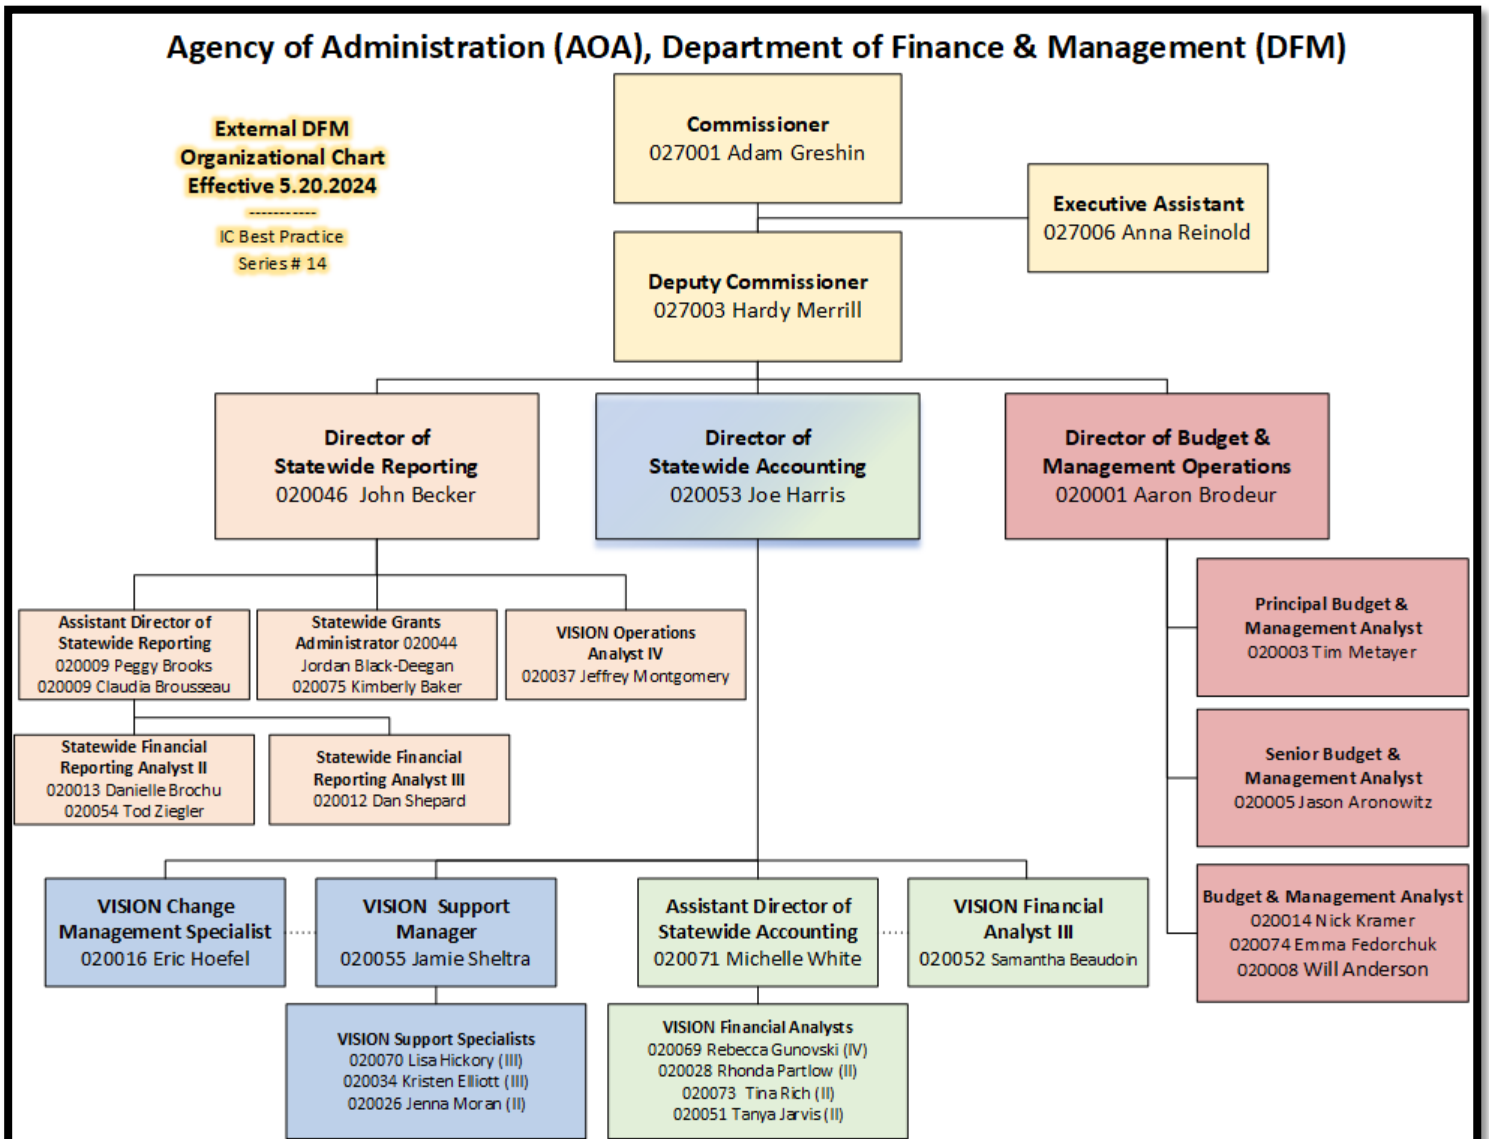 Agency of Administration (AOA), Department of Finance & Management (DFM)
External DFM
Organizational Chart
Effective 5.20.2024
-----------
IC Best Practice
Series # 14
Commissioner
027001 Adam Greshin
Executive Assistant
027006 Anna Reinold
Deputy Commissioner
027003 Hardy Merrill
Director of
Statewide Reporting
020046 John Becker
Director of
Statewide Accounting
020053 Joe Harris
Director of Budget &
Management Operations
020001 Aaron Brodeur
Assistant Director of
Statewide Reporting
020009 Peggy Brooks
020009 Claudia Brousseau
Statewide Grants
Administrator 020044
Jordan Black-Deegan
020075 Kimberly Baker
VISION Operations
Analyst IV
020037 Jeffrey Montgomery
Statewide Financial
Reporting Analyst II
020013 Danielle Brochu
020054 Tod Ziegler
Statewide Financial
Reporting Analyst III
020012 Dan Shepard
Principal Budget &
Management Analyst
020003 Tim Metayer
Senior Budget &
Management Analyst
020005 Jason Aronowitz
Budget & Management Analyst
020014 Nick Kramer
020074 Emma Fedorchuk
020008 Will Anderson
VISION Change
Management Specialist
020016 Eric Hoefel
VISION Support
Manager
020055 Jamie Sheltra
Assistant Director of
Statewide Accounting
020071 Michelle White
VISION Financial
Analyst III
020052 Samantha Beaudoin
VISION Support Specialists
020070 Lisa Hickory (III)
020034 Kristen Elliott (III)
020026 Jenna Moran (II)
VISION Financial Analysts
020069 Rebecca Gunovski (IV)
020028 Rhonda Partlow (II)
020073 Tina Rich (II)
020051 Tanya Jarvis (II)